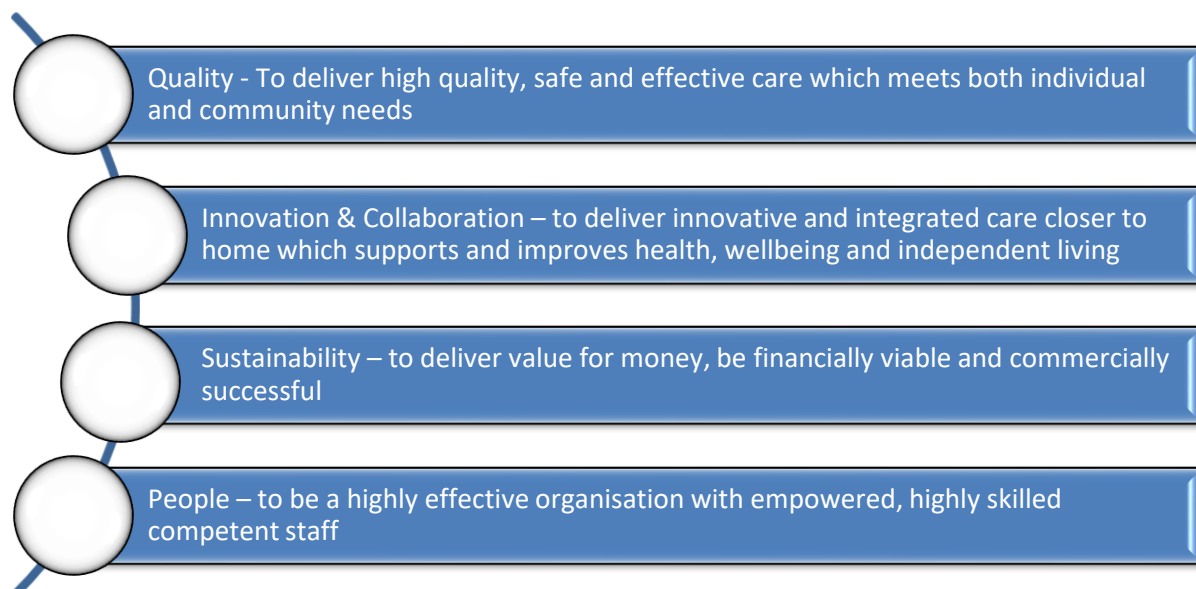 Quality - To deliver high quality, safe and effective care which meets both individual
and community needs
Innovation & Collaboration – to deliver innovative and integrated care closer to
home which supports and improves health, wellbeing and independent living
Sustainability – to deliver value for money, be financially viable and commercially
successful
People – to be a highly effective organisation with empowered, highly skilled
competent staff